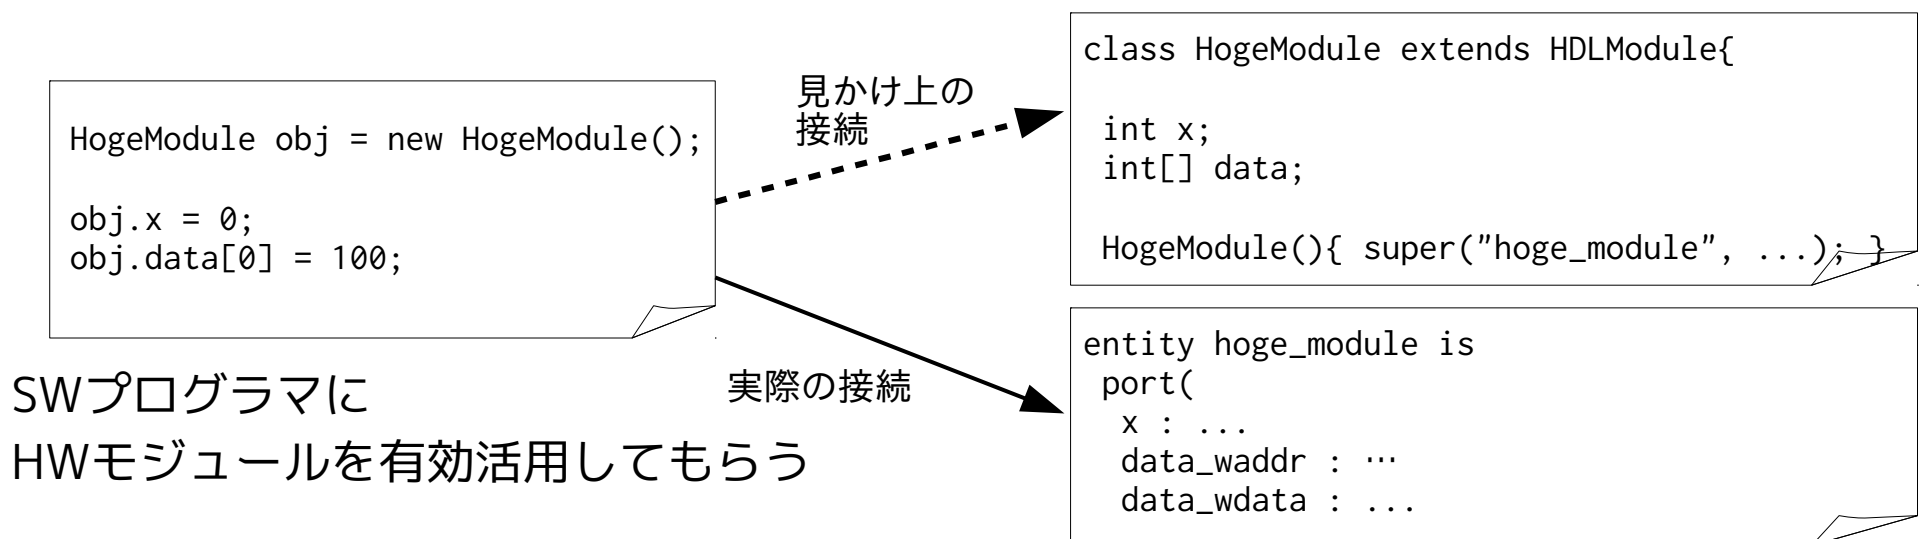 HogeModule obj = new HogeModule();
obj.x = 0;
obj.data[0] = 100;
見かけ上の
接続
実際の接続
class HogeModule extends HDLModule{
int x;
int[] data;
HogeModule(){ super("hoge_module", ...); }
entity hoge_module is
port(
x : ...
data_waddr : …
data_wdata : ...
SWプログラマに
HWモジュールを有効活用してもらう